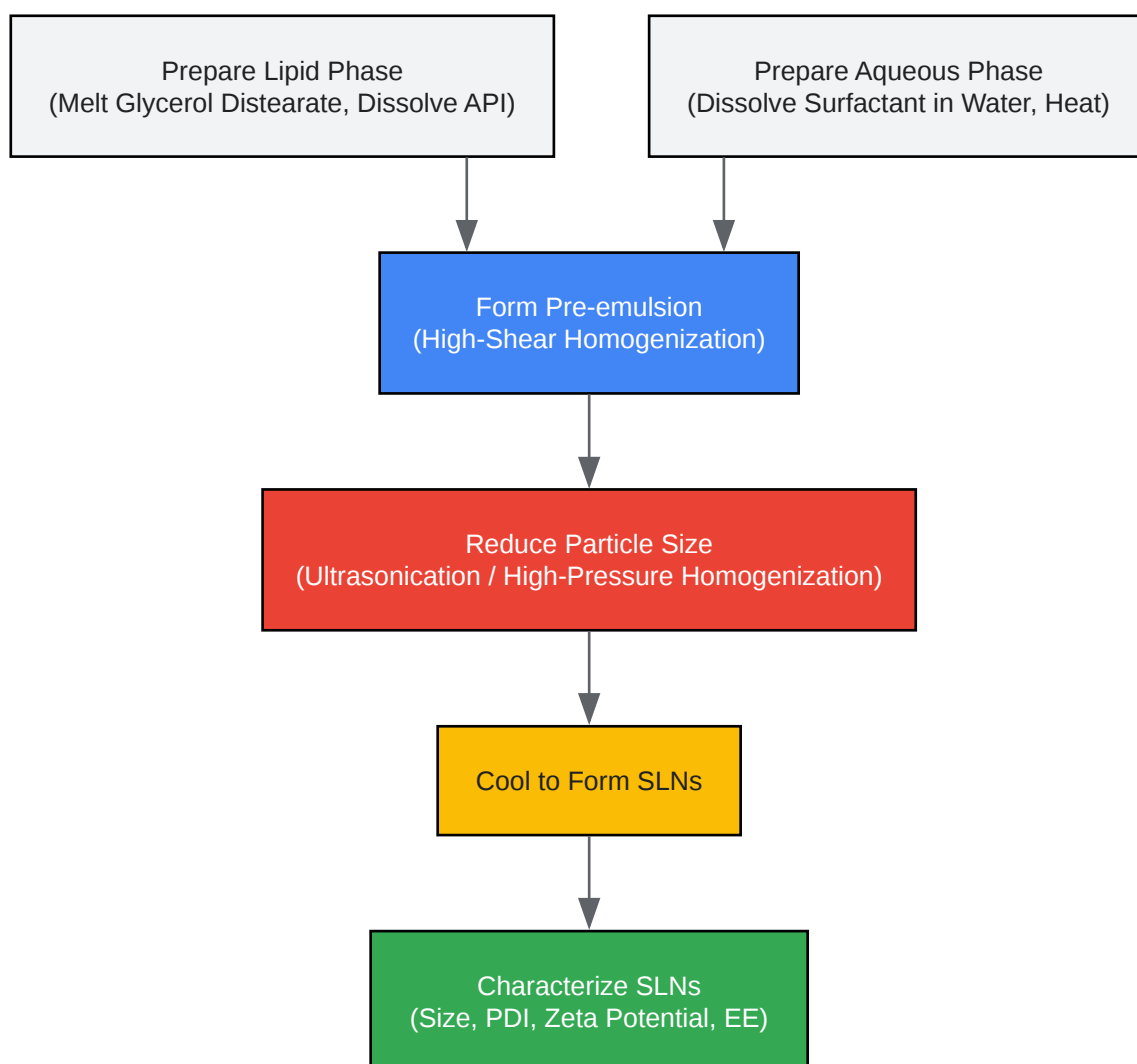 Prepare Lipid Phase
(Melt Glycerol Distearate, Dissolve API)
Prepare Aqueous Phase
(Dissolve Surfactant in Water, Heat)
Form Pre-emulsion
(High-Shear Homogenization)
Reduce Particle Size
(Ultrasonication / High-Pressure Homogenization)
Cool to Form SLNs
Characterize SLNs
(Size, PDI, Zeta Potential, EE)